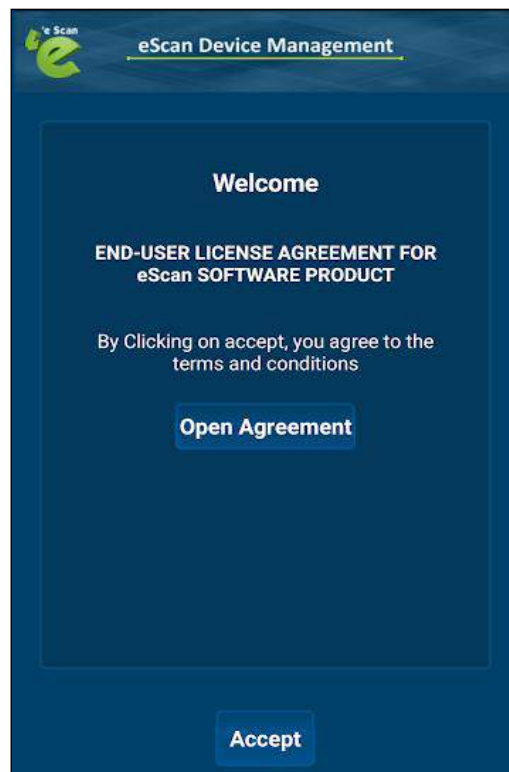 e Scan
eScan Device Management
Welcome
END-USER LICENSE AGREEMENT FOR
eScan SOFTWARE PRODUCT
By Clicking on accept, you agree to the
terms and conditions
Open Agreement
Accept